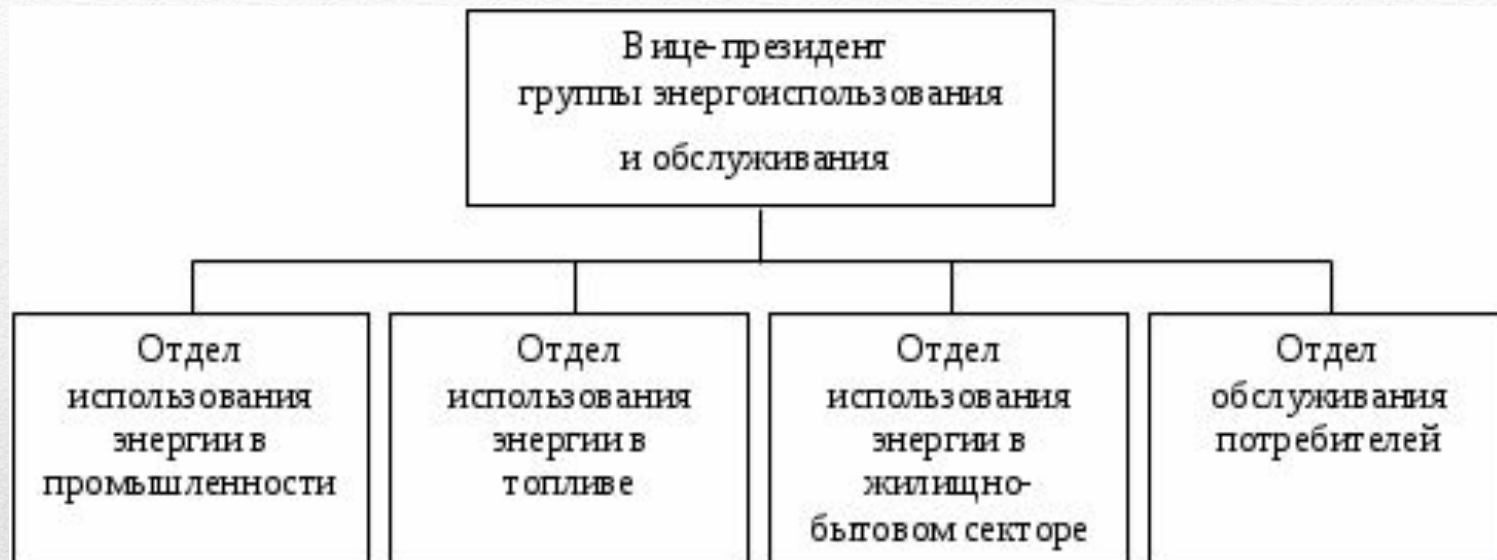 Вице-президент
группы энергоиспользования
и обслуживания
Отдел
использования
энергии в
промышленности
Отдел
использования
энергии в
топливе
Отдел
использования
энергии в
жилищно-
бытовом секторе
Отдел
обслуживания
потребителей